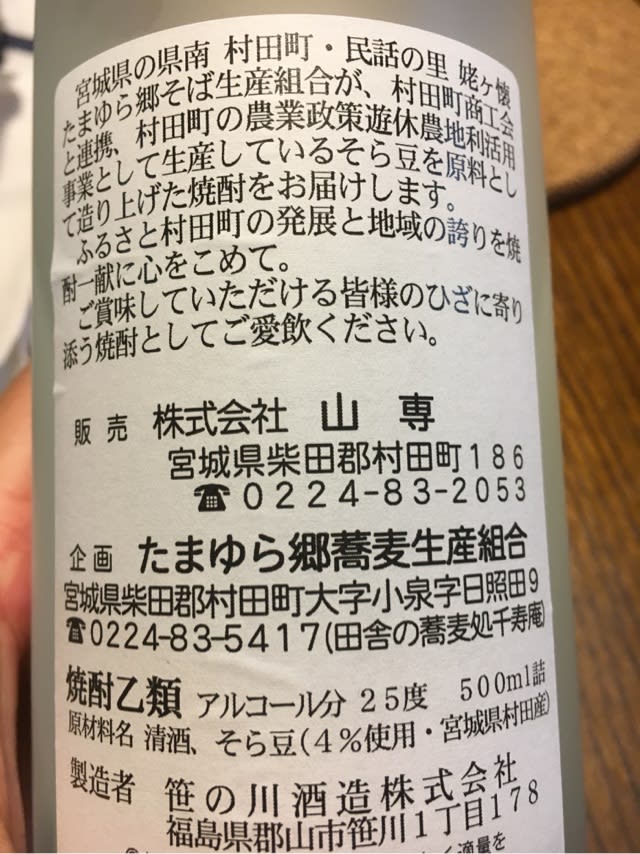 宮城県の県南 村田町・民話の里 姥ヶ懐
たまゆら郷そば生産組合が、村田町商工会
と連携、村田町の農業政策遊休農地利活用
事業として生産しているそら豆を原料とし
て造り上げた焼酎をお届けします。
ふるさと村田町の発展と地域の誇りを焼
酎一献に心をこめて。
ご賞味していただける皆様のひざに寄り
添う焼酎としてご愛飲ください。
販売 株式会社 山専
宮城県柴田郡村田町186
☎0224-83-2053
企画 たまゆら郷蕎麦生産組合
宮城県柴田郡村田町大字小泉字日照田9
☎0224-83-5417(田舎の蕎麦処千寿庵)
焼酎乙類 アルコール分 25度 500ml詰
原材料名 清酒、そら豆(4%使用・宮城県村田産)
製造者 笹の川酒造株式会社
福島県郡山市笹川1丁目178
く適量を